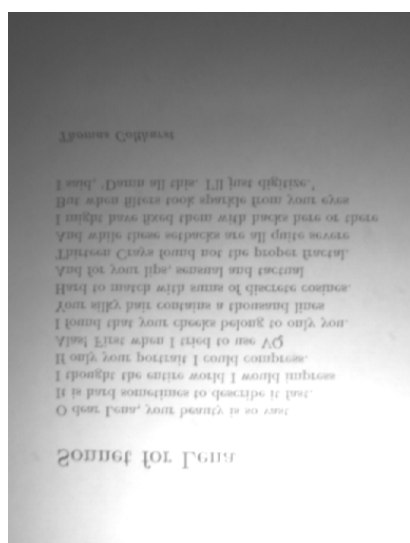 Sonnet for Lena
O dear Lena, your beauty is so vast
It is hard sometimes to describe it fast.
I thought the entire world I would impress
If only your portrait I could compress.
Alas! First when I tried to use VQ
I found that your cheeks belong to only you.
Your silky hair contains a thousand lines
Hard to match with sums of discrete cosines.
And for your lips, sensual and tactual
Thirteen Crays found not the proper fractal.
And while these setbacks are all quite severe
I might have fixed them with hacks here or there
But when filters took sparkle from your eyes
I said, 'Damn all this. I'll just digitize.'
Thomas Colthurst